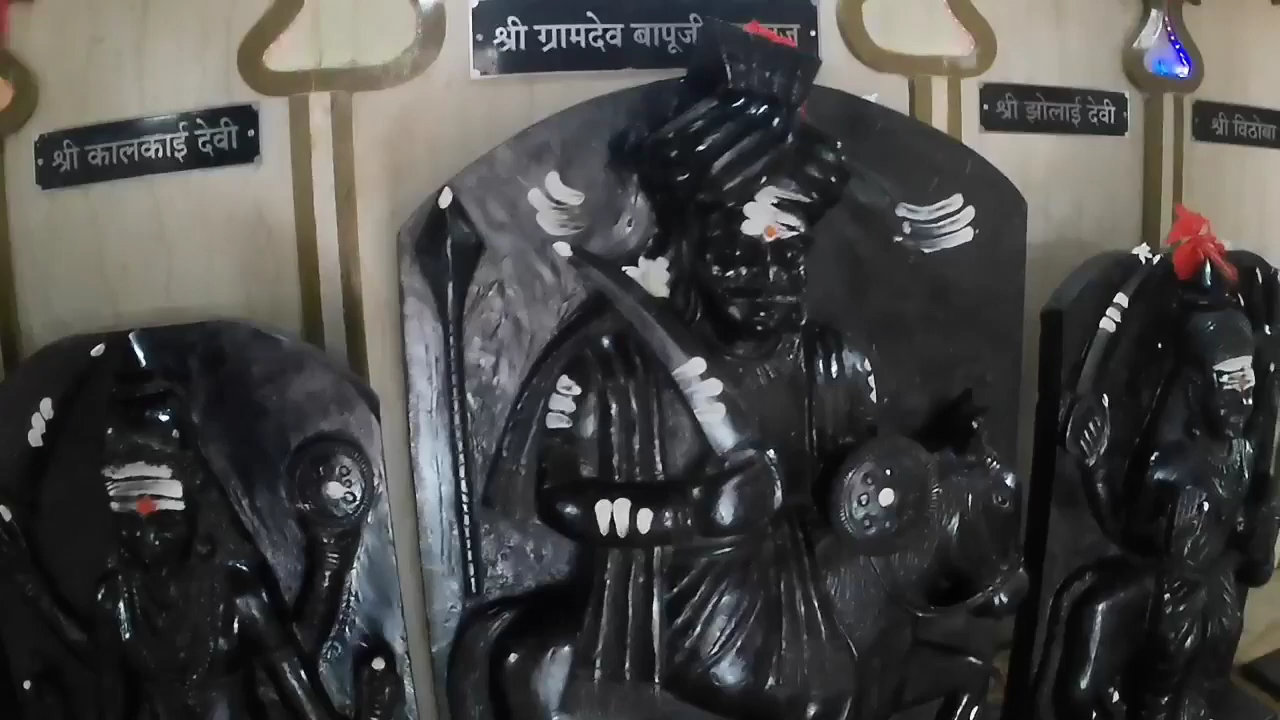 श्री ग्रामदेव बापूजी
श्री कालकाई देवी
श्री झोलाई देवी
श्री विठोबा